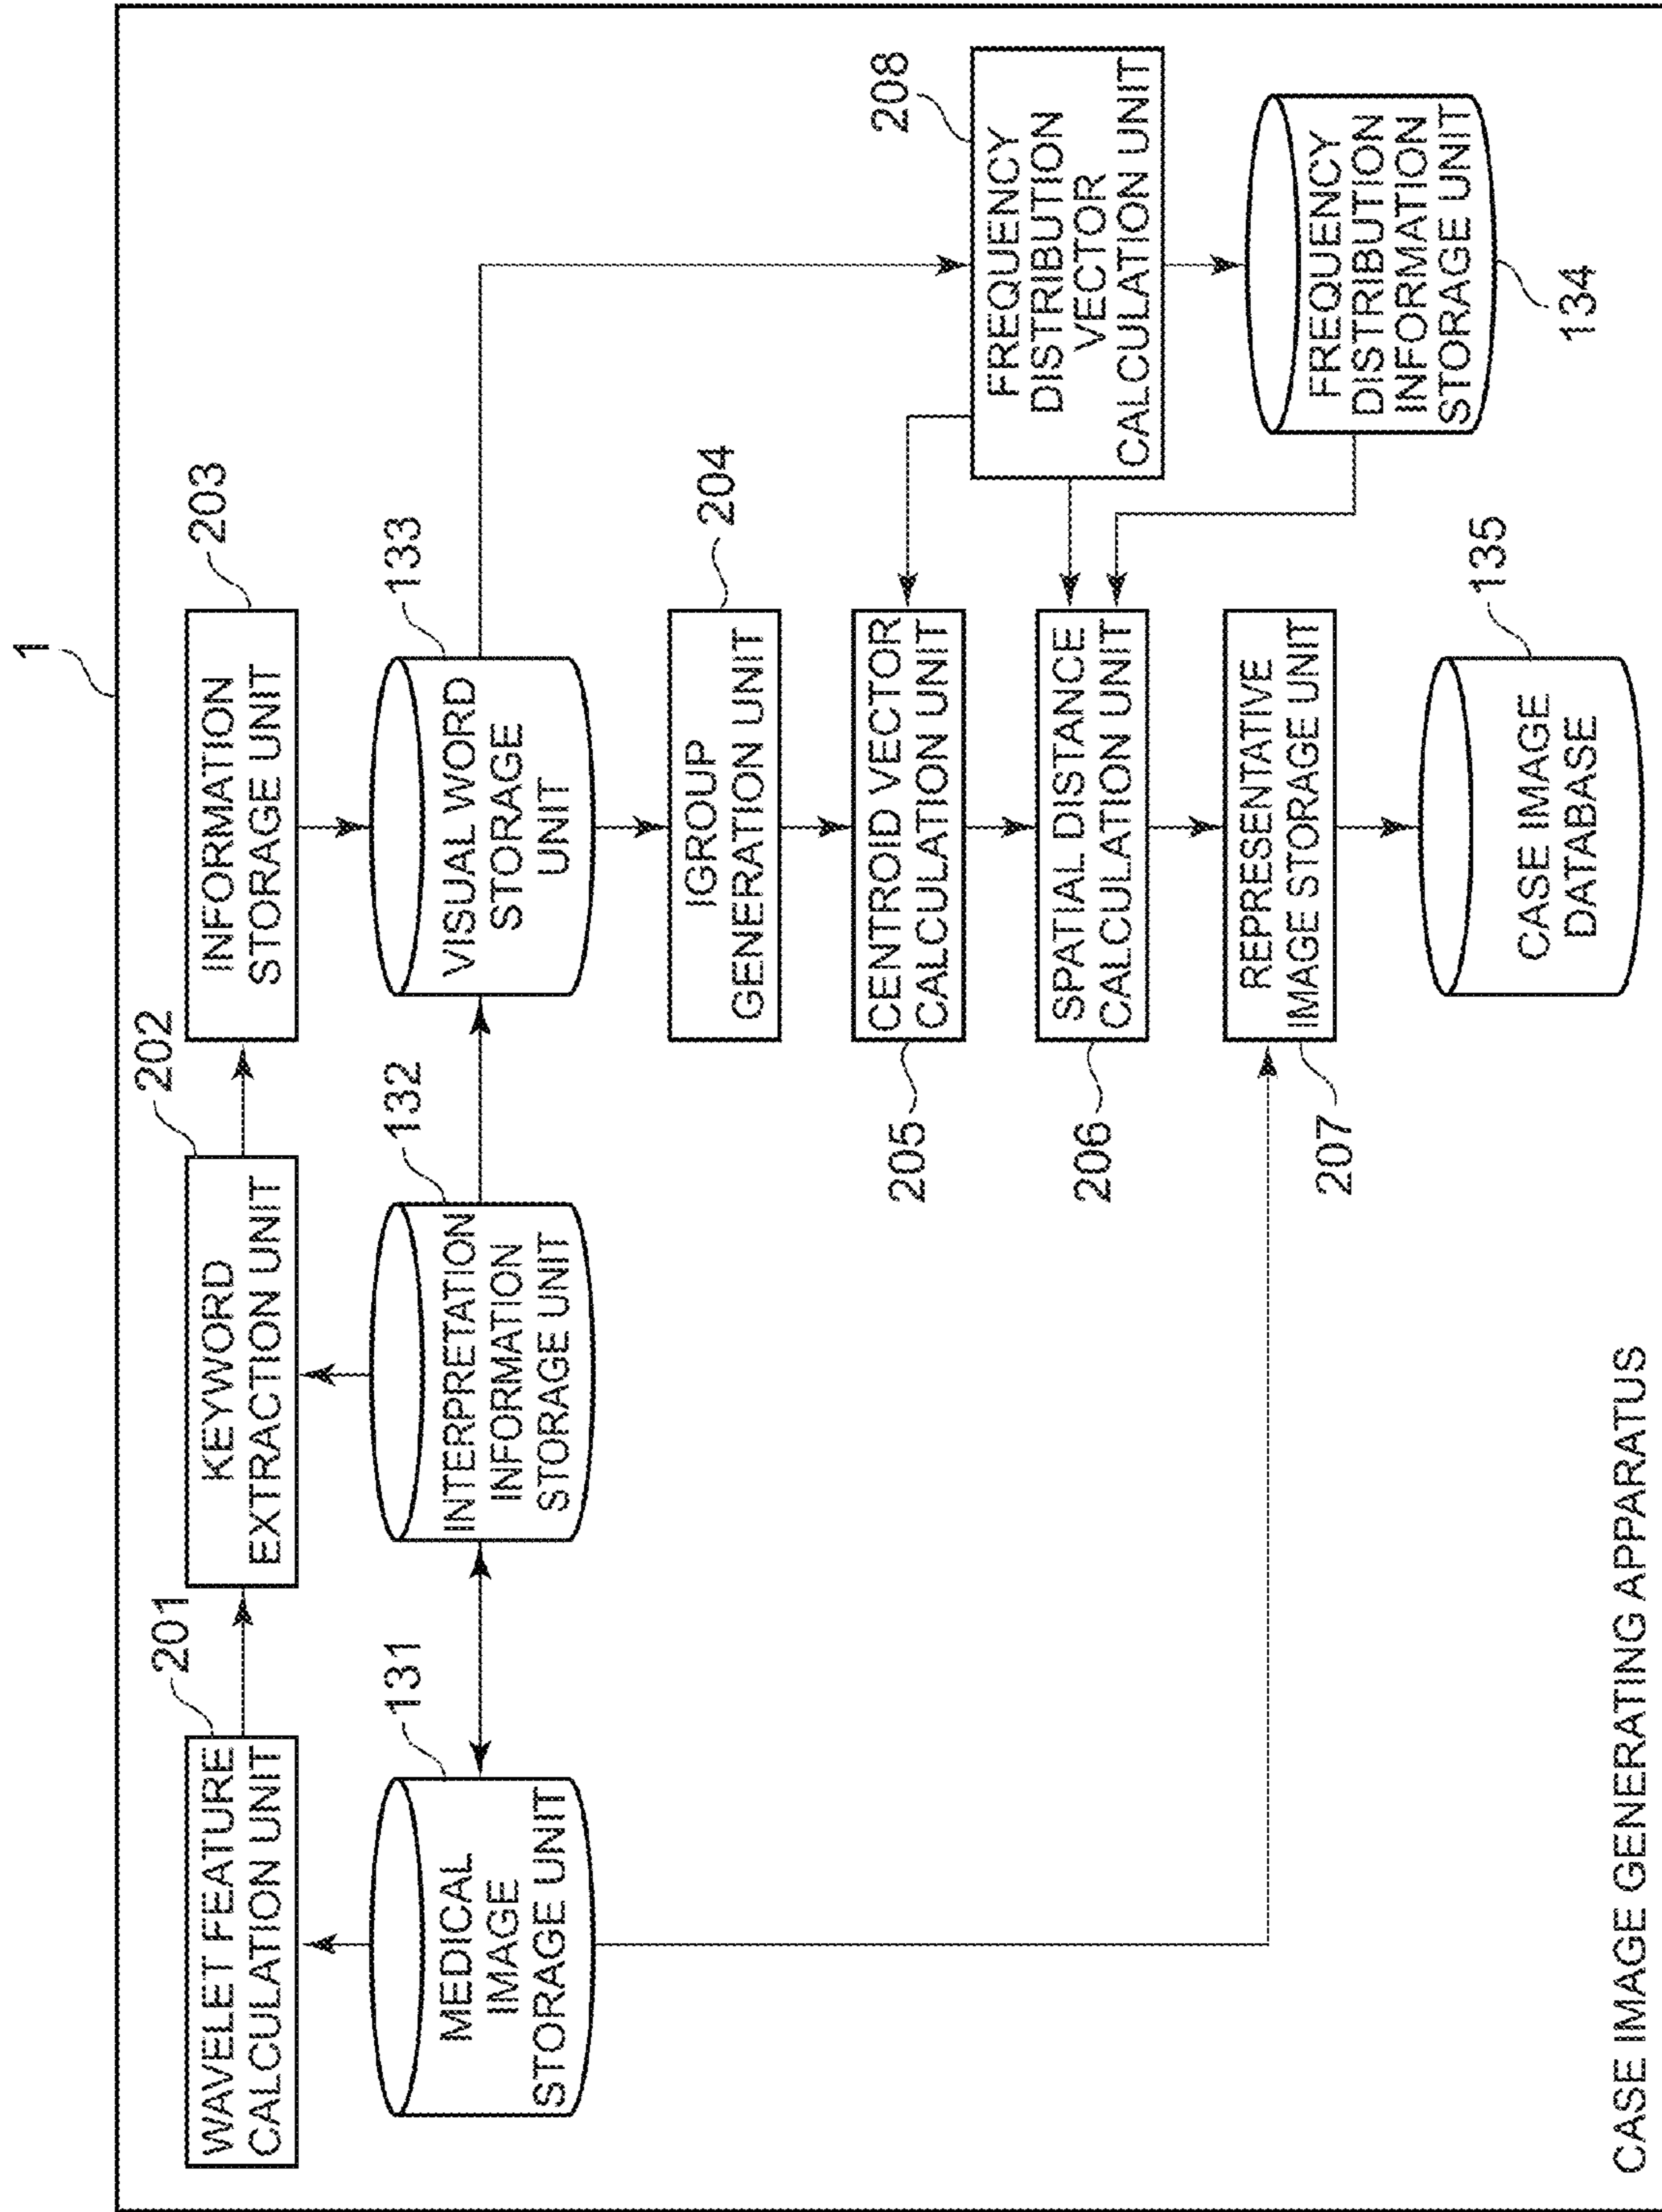 1
201
WAVELET FEATURE
CALCULATION UNIT
202
KEYWORD
EXTRACTION UNIT
203
INFORMATION
STORAGE UNIT
131
MEDICAL
IMAGE
STORAGE UNIT
132
INTERPRETATION
INFORMATION
STORAGE UNIT
133
VISUAL WORD
STORAGE
UNIT
204
IGROUP
GENERATION UNIT
205
CENTROID VECTOR
CALCULATION UNIT
208
FREQUENCY
DISTRIBUTION
VECTOR
CALCULATION UNIT
206
SPATIAL DISTANCE
CALCULATION UNIT
207
REPRESENTATIVE
IMAGE STORAGE UNIT
FREQUENCY
DISTRIBUTION
INFORMATION
STORAGE UNIT
134
135
CASE IMAGE
DATABASE
CASE IMAGE GENERATING APPARATUS